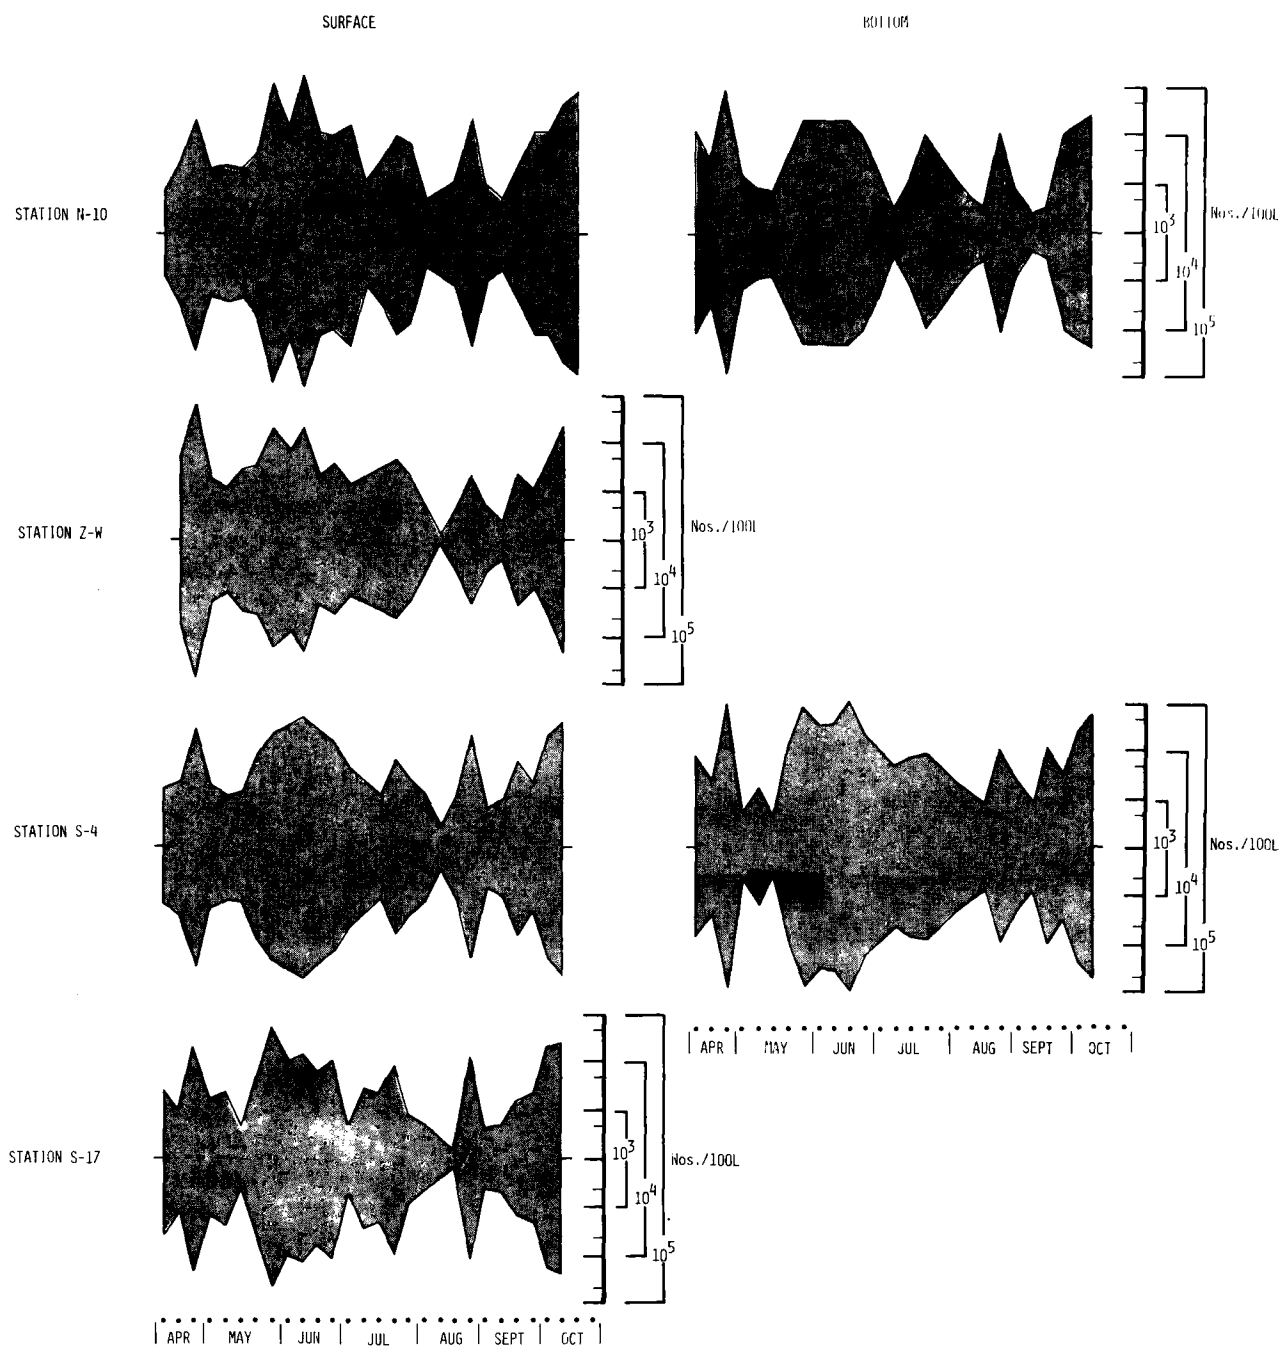 SURFACE
BOTTOM
STATION N-10
10³
10⁴
10⁵
Nos./100L
STATION Z-W
10³
10⁴
10⁵
Nos./100L
STATION S-4
10³
10⁴
10⁵
Nos./100L
APR | MAY | JUN | JUL | AUG | SEPT | OCT
STATION S-17
10³
10⁴
10⁵
Nos./100L
APR | MAY | JUN | JUL | AUG | SEPT | OCT